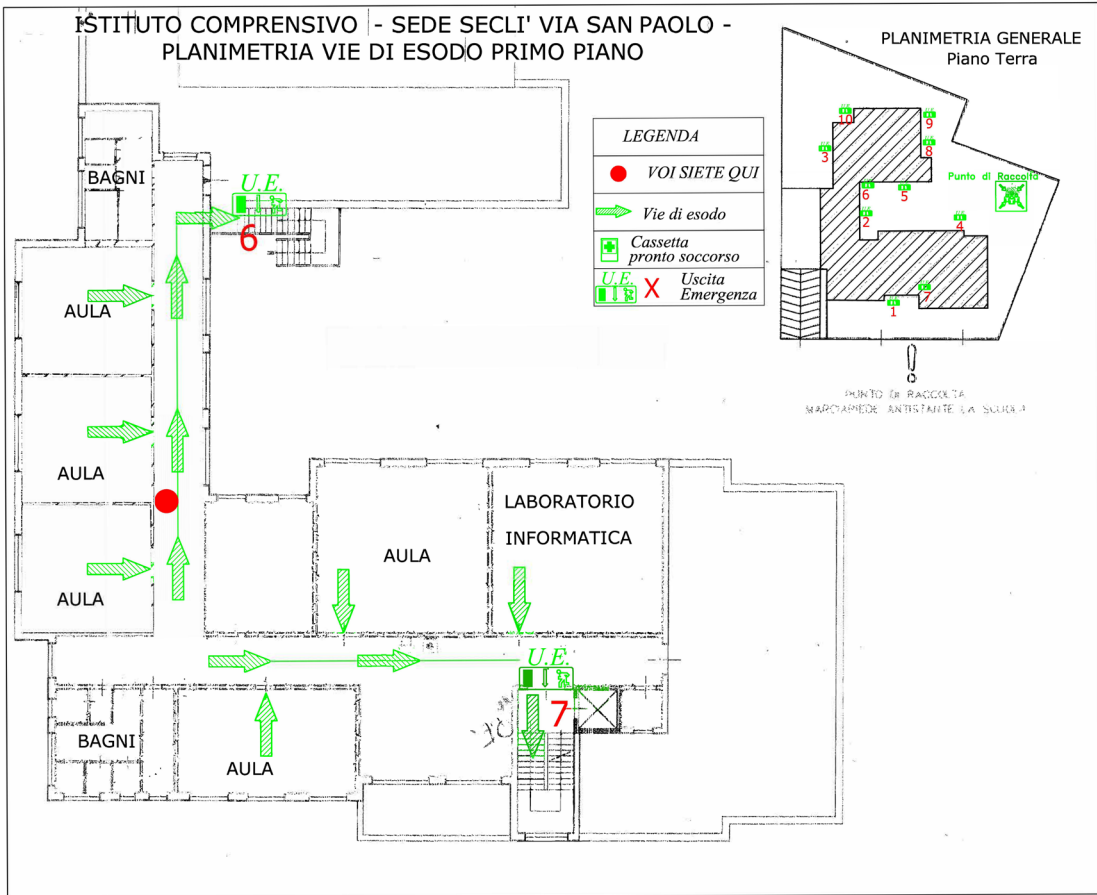 ISTITUTO COMPRENSIVO - SEDE SECLI' VIA SAN PAOLO -
PLANIMETRIA VIE DI ESODO PRIMO PIANO
PLANIMETRIA GENERALE
Piano Terra
U.E.
10
U.E.
9
U.E.
8
U.E.
3
U.E.
6
U.E.
5
Punto di Raccolta
U.E.
2
U.E.
4
U.E.
7
U.E.
1
PUNTO DI RACCOLTA
MARCIAPIEDE ANTISTANTE LA SCUOLA
LEGENDA
VOI SIETE QUI
Vie di esodo
Cassetta
pronto soccorso
U.E.
X
Uscita
Emergenza
BAGNI
U.E.
6
AULA
AULA
AULA
AULA
LABORATORIO
INFORMATICA
U.E.
7
BAGNI
AULA